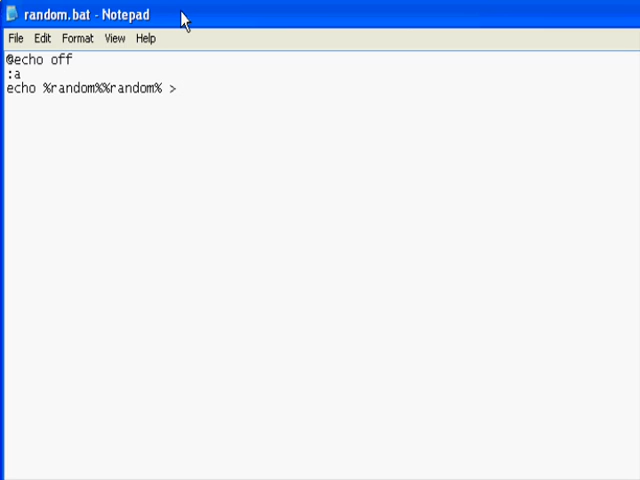 random.bat - Notepad
File Edit Format View Help
@echo off
:a
echo %random%%random% >